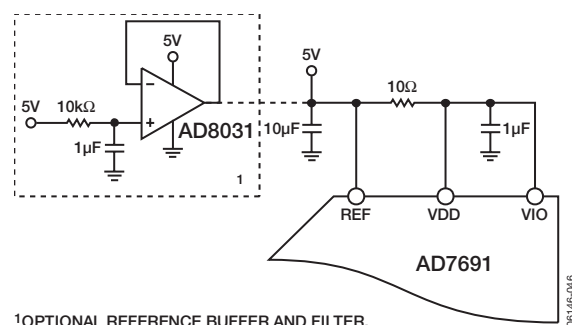 5V
5V
5V
10kΩ
10Ω
−
+
AD8031
10µF
1µF
1µF
1
REF
VDD
VIO
AD7691
1OPTIONAL REFERENCE BUFFER AND FILTER.
06146-046